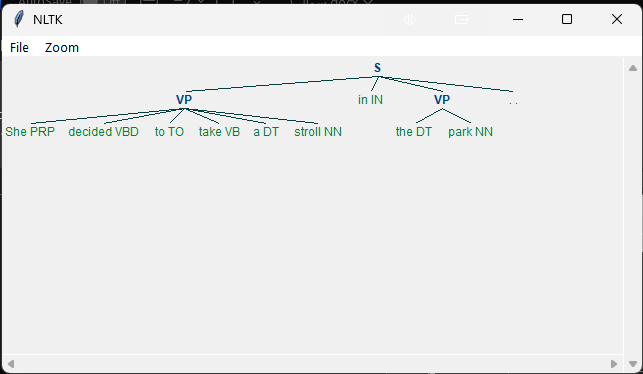 NLTK
File Zoom
S
VP in IN VP . .
She PRP decided VBD to TO take VB a DT stroll NN the DT park NN